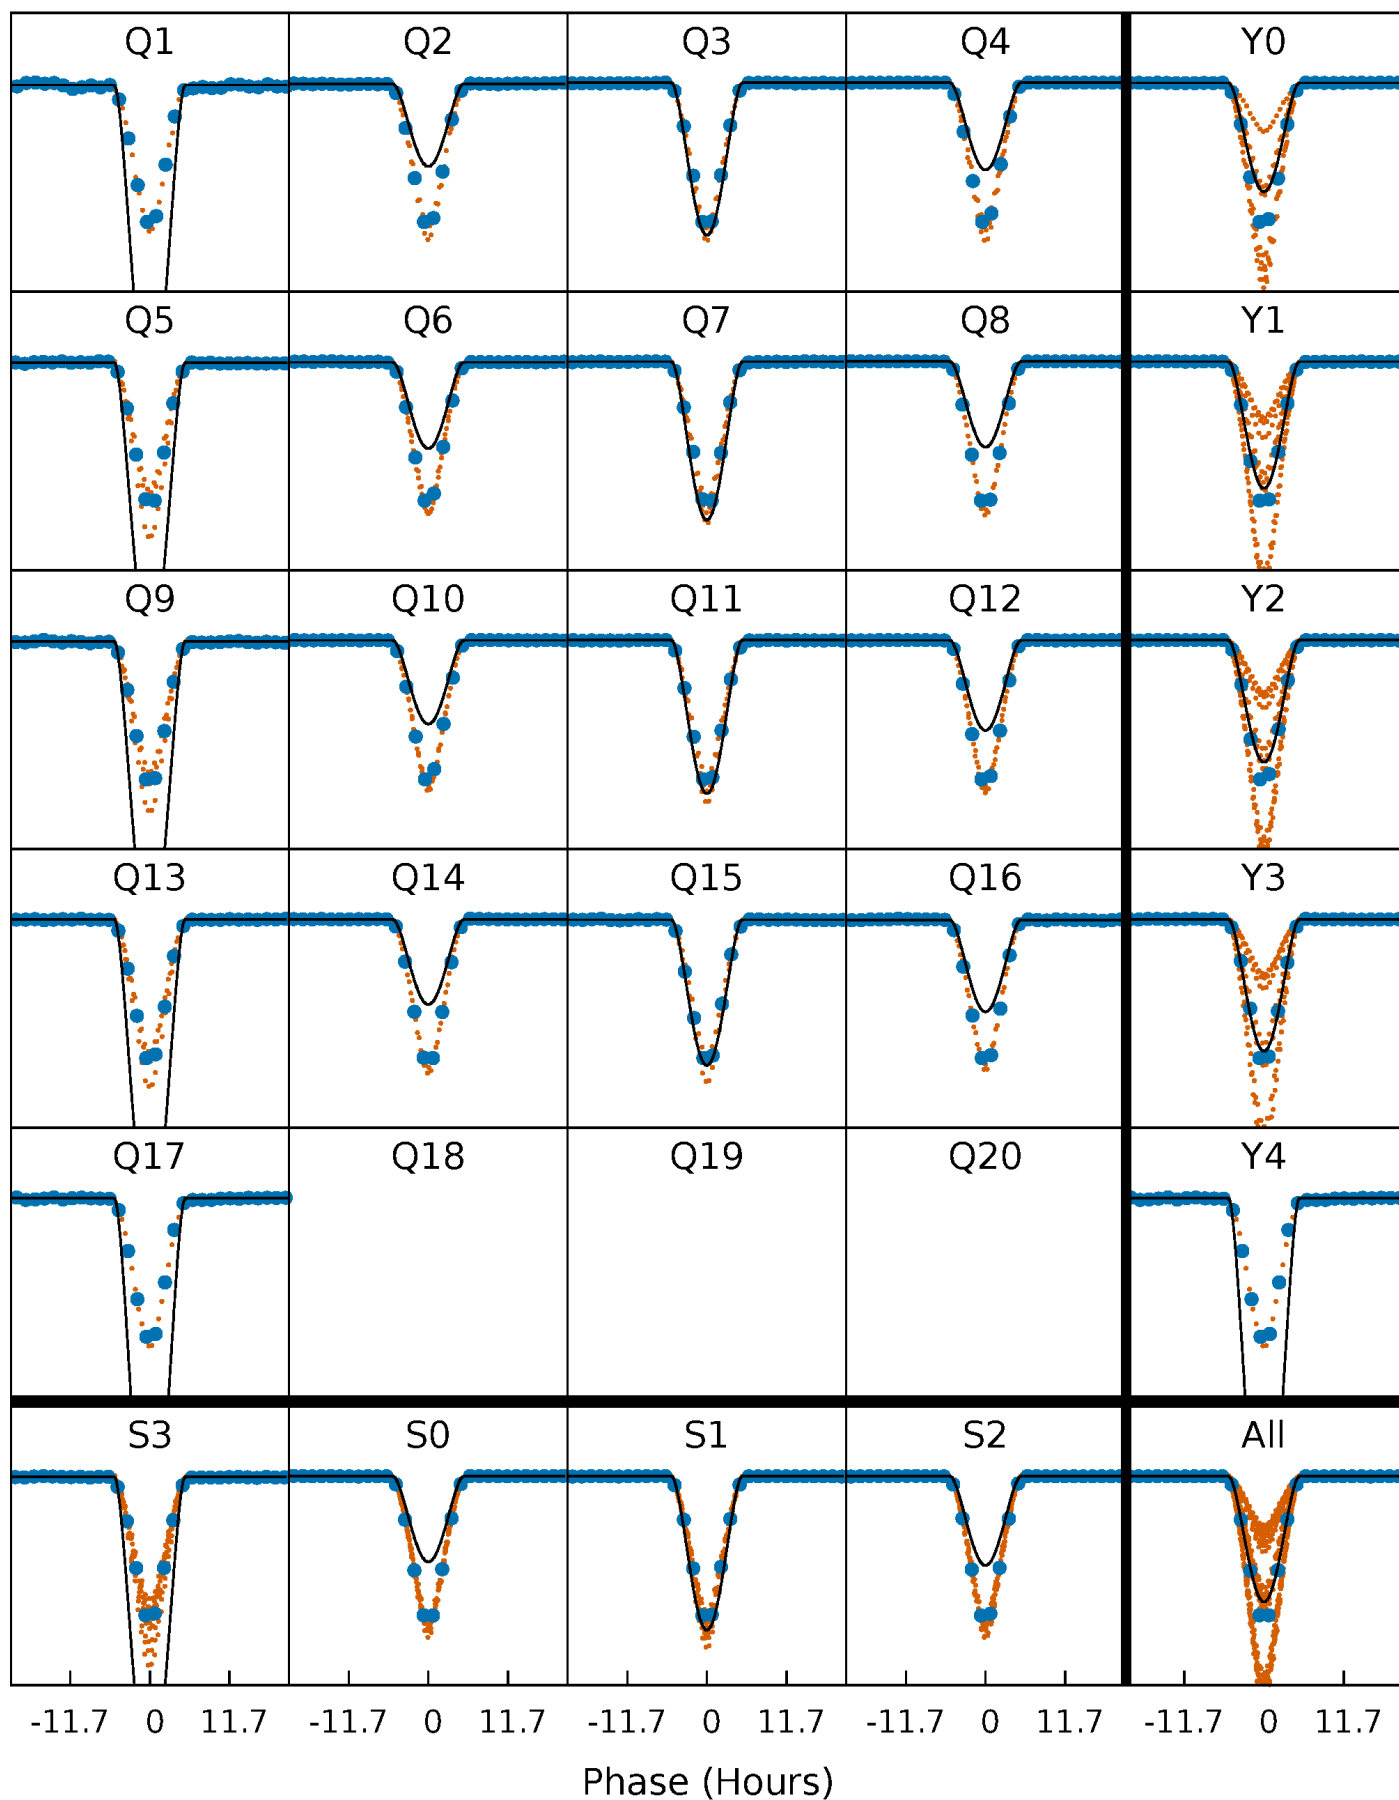 Q1 Q2 Q3 Q4 Y0
Q5 Q6 Q7 Q8 Y1
Q9 Q10 Q11 Q12 Y2
Q13 Q14 Q15 Q16 Y3
Q17 Q18 Q19 Q20 Y4
S3 S0 S1 S2 All
-11.7 0 11.7 -11.7 0 11.7 -11.7 0 11.7 -11.7 0 11.7 -11.7 0 11.7
Phase (Hours)